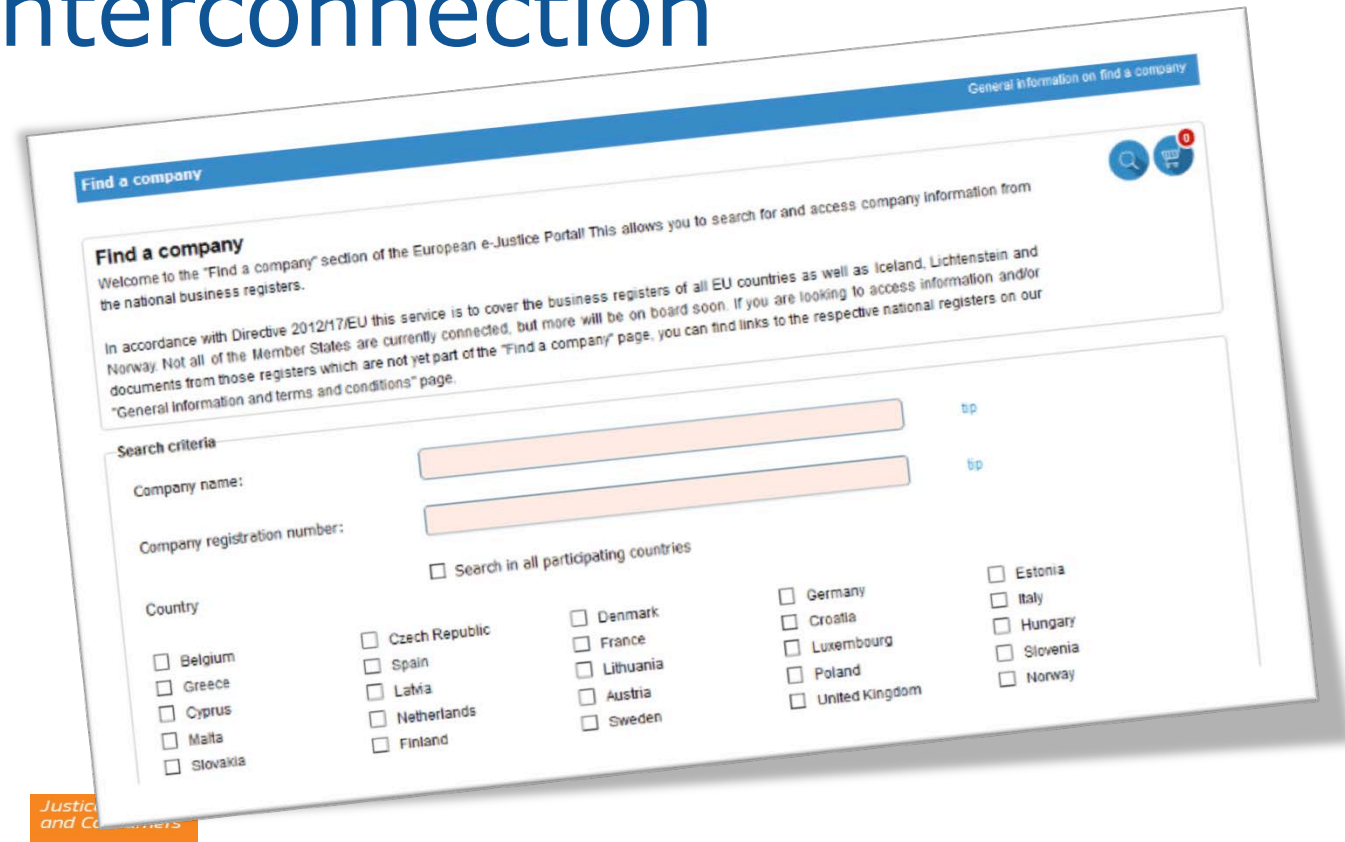 nterconnection
General information on find a company
Find a company
0
Find a company
Welcome to the "Find a company" section of the European e-Justice Portal! This allows you to search for and access company information from
the national business registers.
In accordance with Directive 2012/17/EU this service is to cover the business registers of all EU countries as well as Iceland, Lichtenstein and
Norway. Not all of the Member States are currently connected, but more will be on board soon. If you are looking to access information and/or
documents from those registers which are not yet part of the "Find a company" page, you can find links to the respective national registers on our
"General information and terms and conditions" page.
Search criteria
Company name:
tip
Company registration number:
tip
Search in all participating countries
Country
Belgium Czech Republic Denmark Germany Estonia
Greece Spain France Croatia Italy
Cyprus Latvia Lithuania Luxembourg Hungary
Malta Netherlands Austria Poland Slovenia
Slovakia Finland Sweden United Kingdom Norway
Justic
and Co